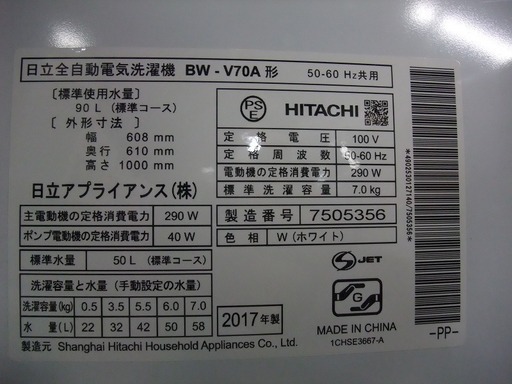 日立全自動電気洗濯機 BW-V70A 形 50-60 Hz共用
[標準使用水量]
90 L (標準コース)
[外形寸法]
幅 608 mm
奥行 610 mm
高さ 1000 mm
日立アプライアンス(株)
主電動機の定格消費電力 290 W
ポンプ電動機の定格消費電力 40 W
標準水量 50 L (標準コース)
洗濯容量と水量 (手動設定の水量)
洗濯容量(kg) 0.5 3.5 5.5 6.0 7.0
水量(L) 22 32 42 50 58
製造元 Shanghai Hitachi Household Appliances Co., Ltd.
PS
E
HITACHI
定格電圧 100 V
定格周波数 50-60 Hz
電動機の定格消費電力 290 W
標準洗濯容量 7.0 kg
製造番号 7505356
色相 W (ホワイト)
2017年製
S JET
G
MADE IN CHINA
1CHSE3667-A
*4902530127140/7505356*
-PP-